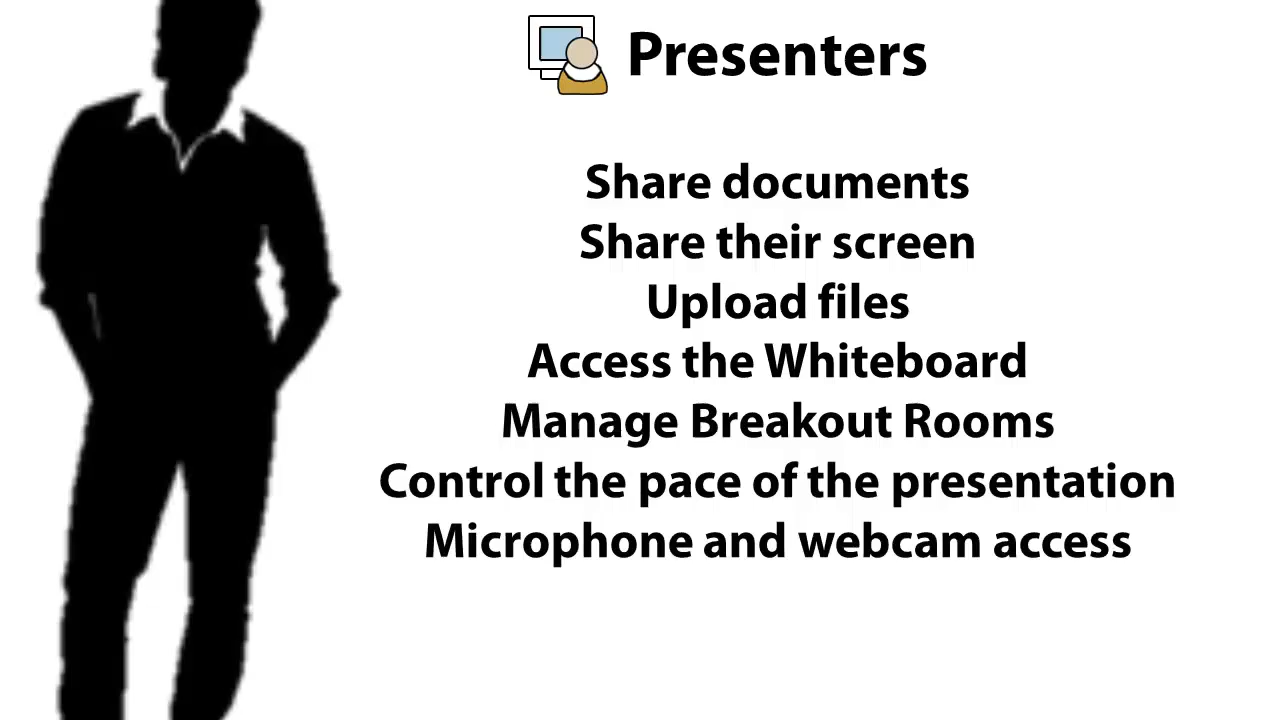 Presenters
Share documents
Share their screen
Upload files
Access the Whiteboard
Manage Breakout Rooms
Control the pace of the presentation
Microphone and webcam access